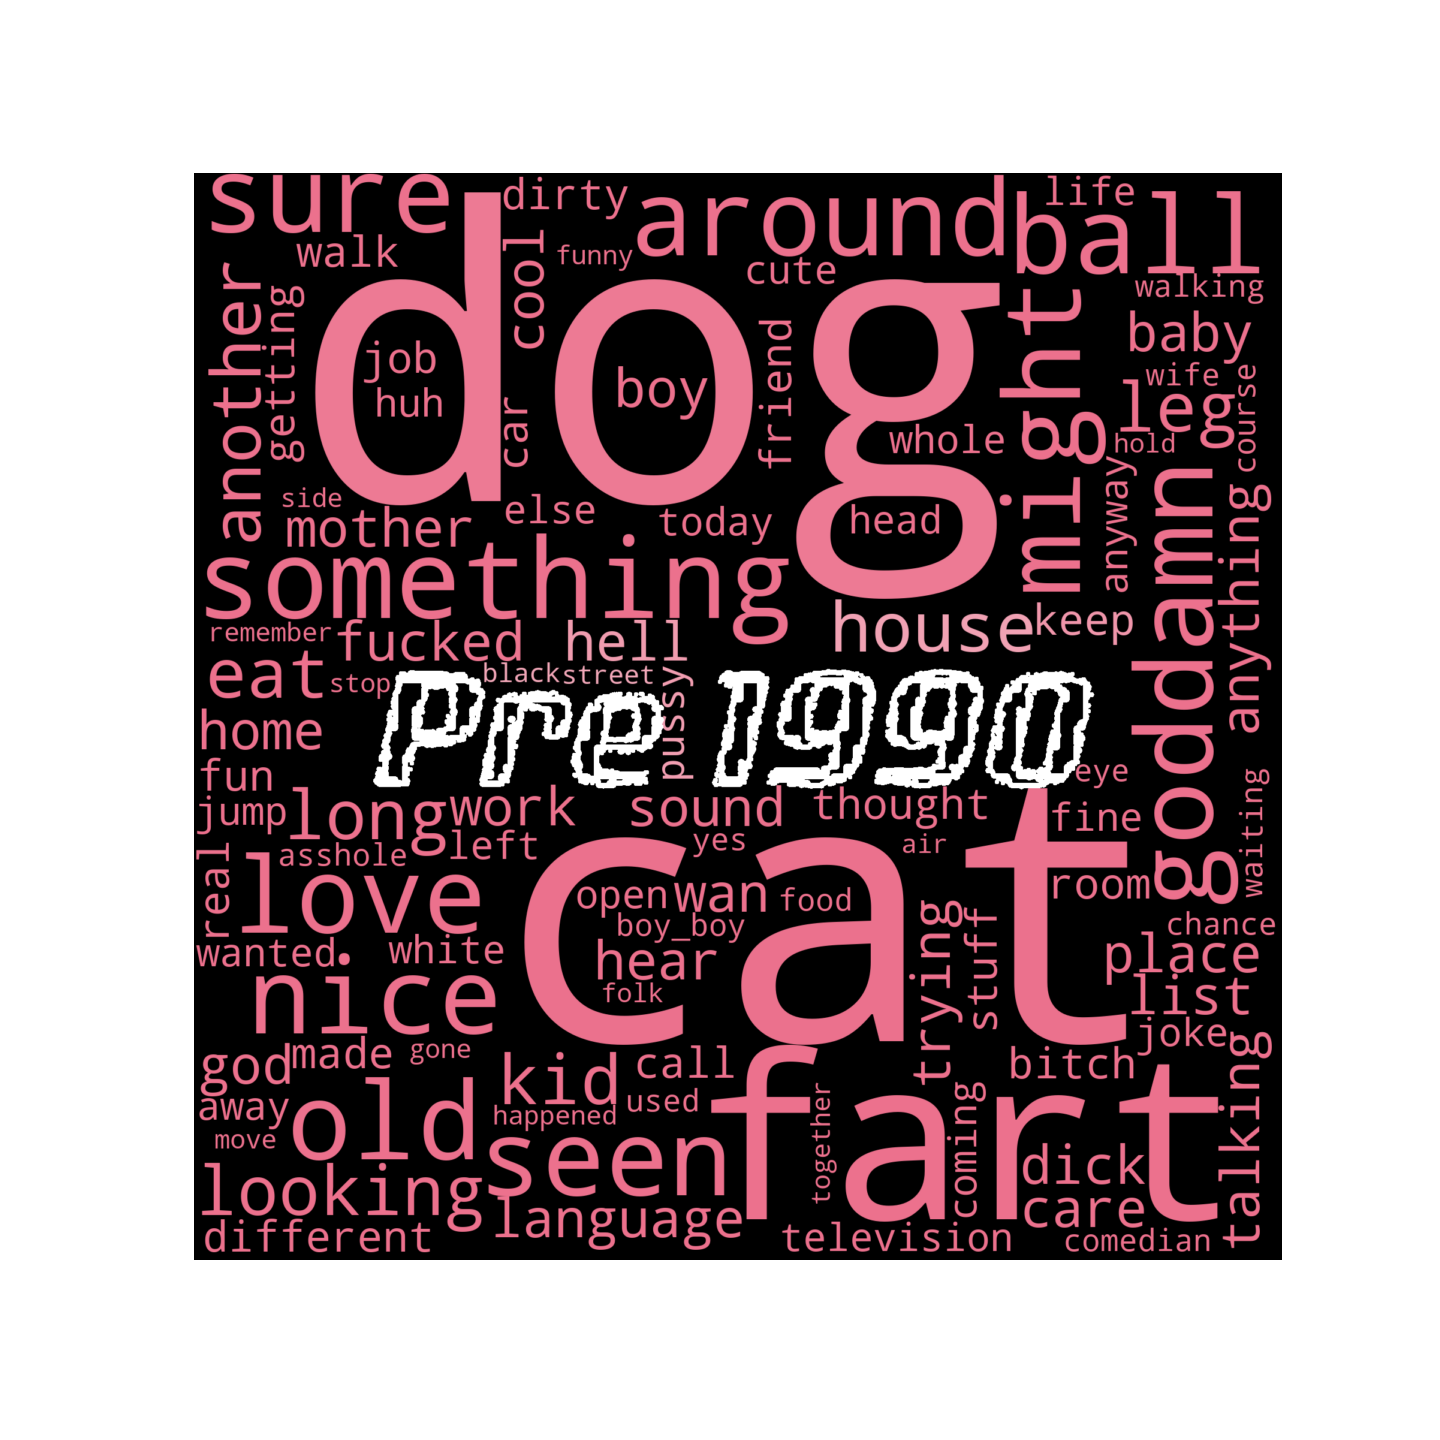 sure
dirty
around
life
ball
walk
funny
cool
cute
walking
dog
another
getting
job
huh
boy
car
friend
whole
might
baby
wife
leg
course
hold
side
else
mother
today
head
anyway
goddamn
anything
something
remember
fucked
hell
house
keep
eat
stop
black
street
pussy
Pre 1990
home
fun
eye
jump
long
work
sound
thought
fine
waiting
left
yes
air
real
asshole
love
cat
open
wan
food
room
boy_boy
chance
wanted
white
hear
trying
stuff
place
nice
folk
list
joke
god
made
gone
kid
call
bitch
talking
away
used
move
old
happened
seen
fart
together
coming
dick
looking
language
care
different
television
comedian